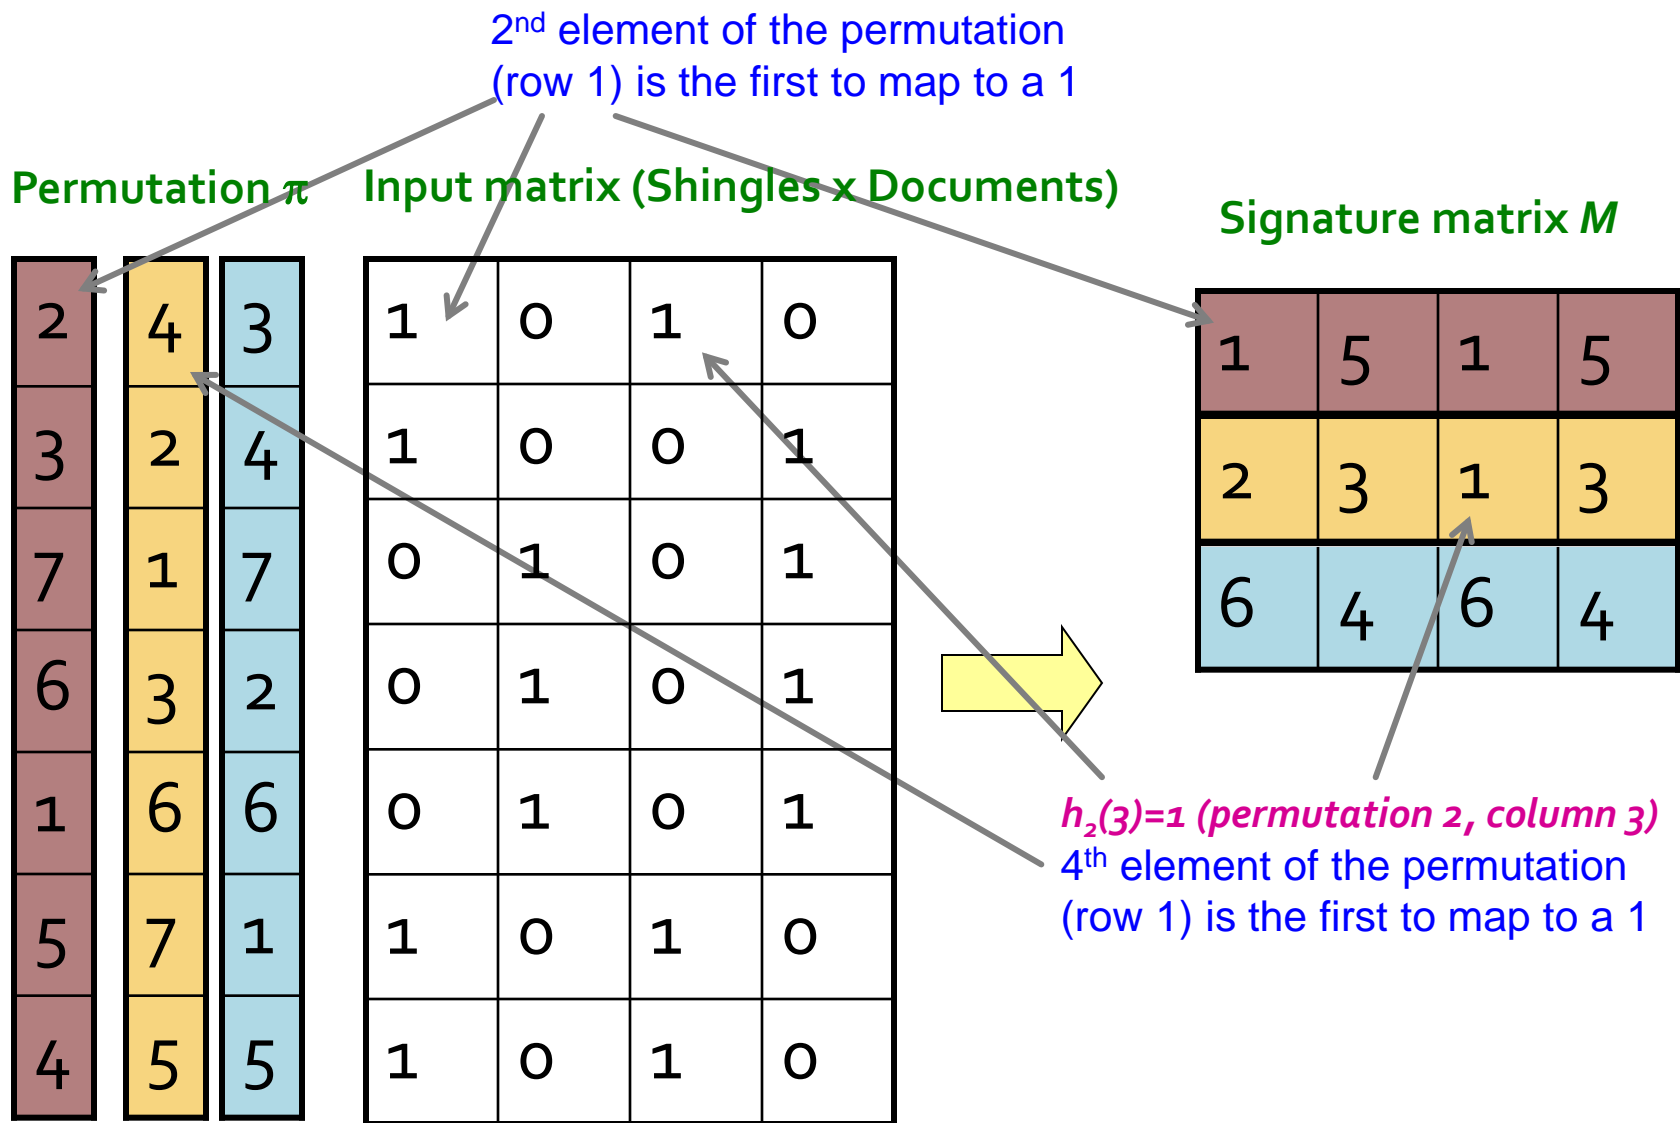 2nd element of the permutation
(row 1) is the first to map to a 1
Permutation π
Input matrix (Shingles x Documents)
Signature matrix M
2 4 3
3 2 4
7 1 7
6 3 2
1 6 6
5 7 1
4 5 5
1 0 1 0
1 0 0 1
0 1 0 1
0 1 0 1
0 1 0 1
1 0 1 0
1 0 1 0
1 5 1 5
2 3 1 3
6 4 6 4
h2(3)=1 (permutation 2, column 3)
4th element of the permutation
(row 1) is the first to map to a 1